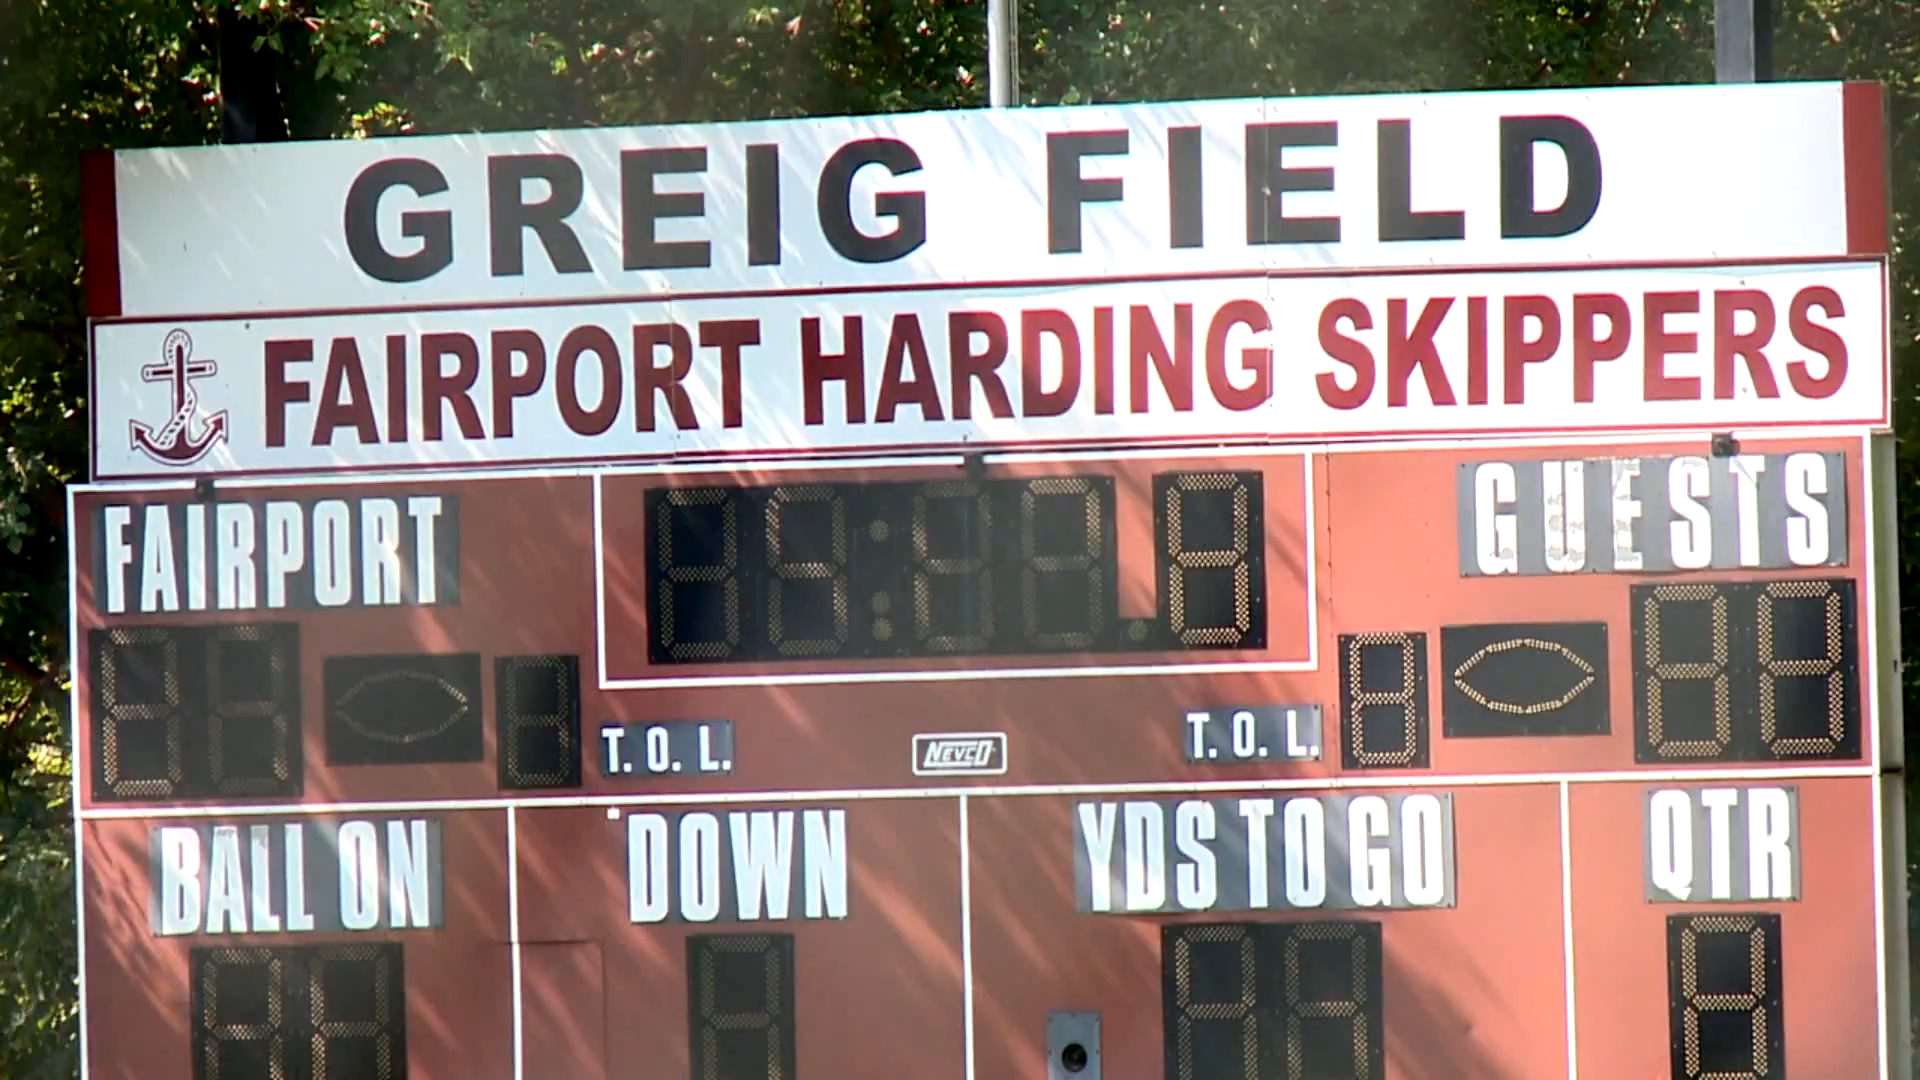 GREIG FIELD
FAIRPORT HARDING SKIPPERS
FAIRPORT
GUESTS
T.O.L.
NEVCO
T.O.L.
BALL ON
DOWN
YDS TO GO
QTR